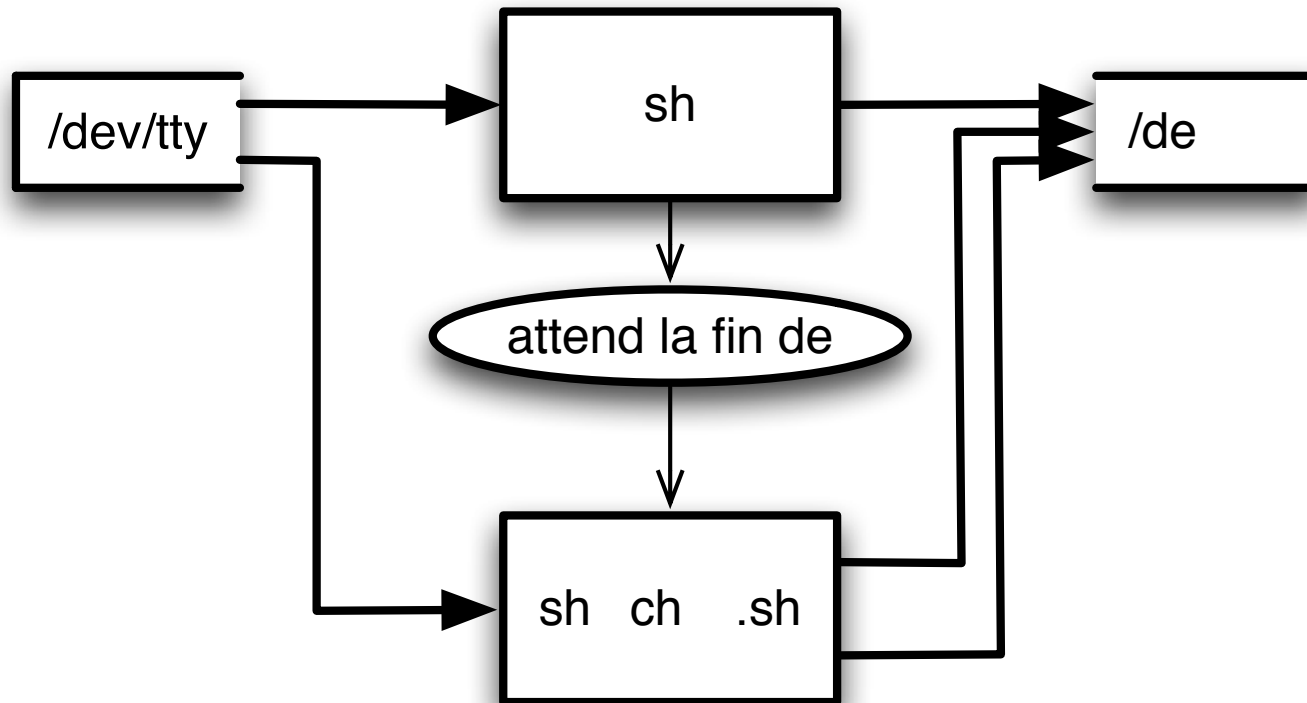 sh
/dev/tty
/de
attend la fin de
sh ch .sh